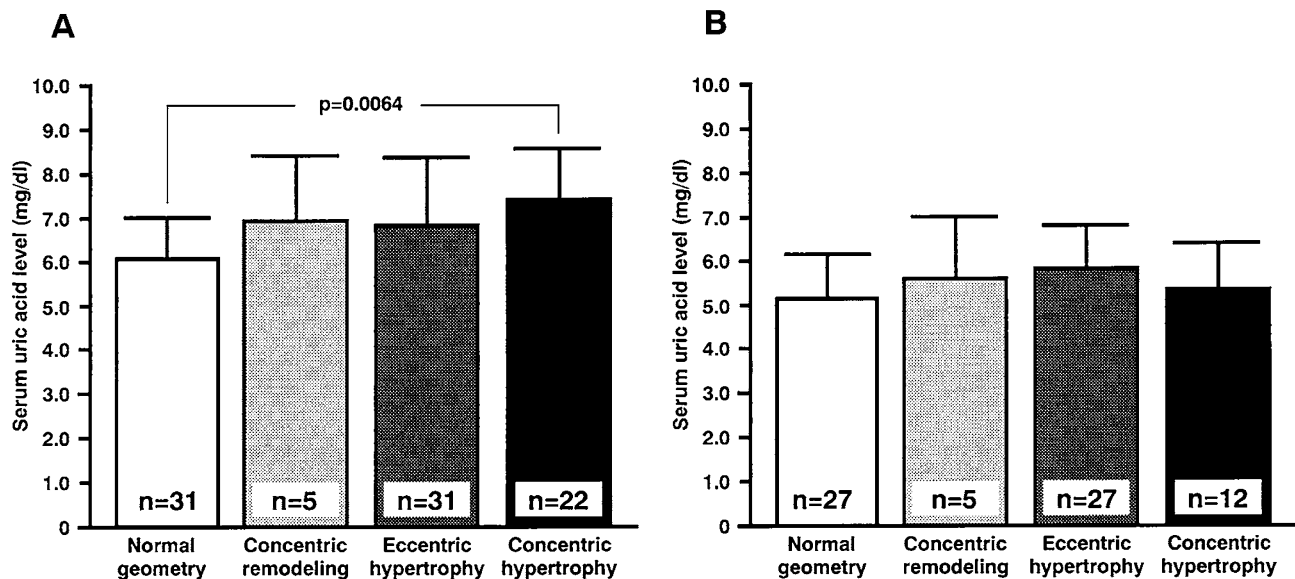 A
Serum uric acid level (mg/dl)
10.0
9.0
8.0
7.0
6.0
5.0
4.0
3.0
2.0
1.0
0
p=0.0064
n=31
n=5
n=31
n=22
Normal
geometry
Concentric
remodeling
Eccentric
hypertrophy
Concentric
hypertrophy
B
Serum uric acid level (mg/dl)
10.0
9.0
8.0
7.0
6.0
5.0
4.0
3.0
2.0
1.0
0
n=27
n=5
n=27
n=12
Normal
geometry
Concentric
remodeling
Eccentric
hypertrophy
Concentric
hypertrophy